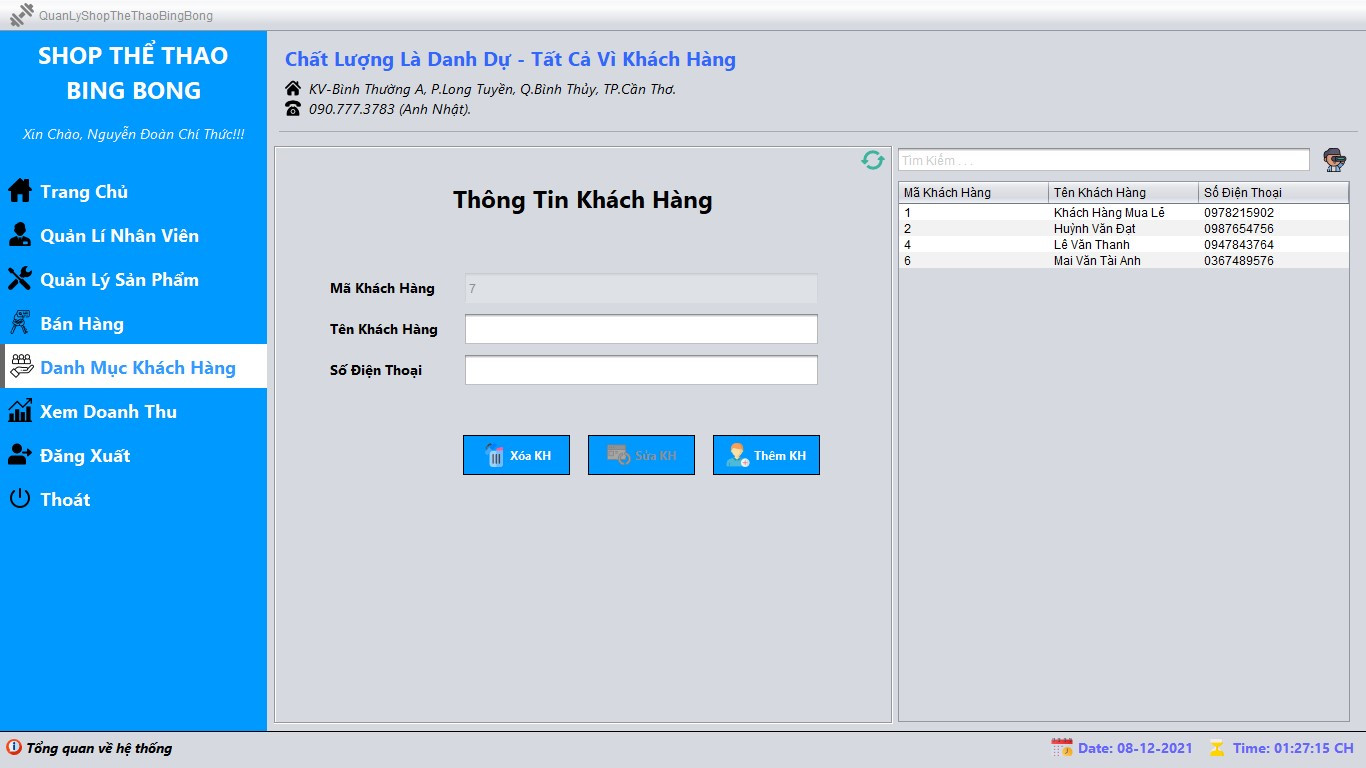 QuanLyShopTheThaoBingBong
SHOP THỂ THAO
BING BONG
Xin Chào, Nguyễn Đoàn Chí Thức!!!
Trang Chủ
Quản Lí Nhân Viên
Quản Lý Sản Phẩm
Bán Hàng
Danh Mục Khách Hàng
Xem Doanh Thu
Đăng Xuất
Thoát
Chất Lượng Là Danh Dự - Tất Cả Vì Khách Hàng
KV-Bình Thường A, P.Long Tuyền, Q.Bình Thủy, TP.Cần Thơ.
090.777.3783 (Anh Nhật).
Thông Tin Khách Hàng
Mã Khách Hàng 7
Tên Khách Hàng
Số Điện Thoại
Xóa KH Sửa KH Thêm KH
Tìm Kiếm . . .
Mã Khách Hàng Tên Khách Hàng Số Điện Thoại
1 Khách Hàng Mua Lẻ 0978215902
2 Huỳnh Văn Đạt 0987654756
4 Lê Văn Thanh 0947843764
6 Mai Văn Tài Anh 0367489576
Tổng quan về hệ thống
Date: 08-12-2021 Time: 01:27:15 CH